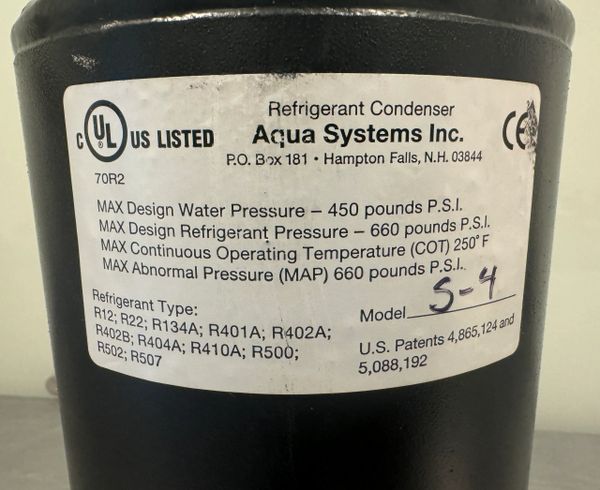 C UL US LISTED
®
Refrigerant Condenser
Aqua Systems Inc.
P.O. Box 181 • Hampton Falls, N.H. 03844
CE
70R2
MAX Design Water Pressure – 450 pounds P.S.I.
MAX Design Refrigerant Pressure – 660 pounds P.S.I.
MAX Continuous Operating Temperature (COT) 250°F
MAX Abnormal Pressure (MAP) 660 pounds P.S.I.
Refrigerant Type:
R12; R22; R134A; R401A; R402A;
R402B; R404A; R410A; R500;
R502; R507
Model S-4
U.S. Patents 4,865,124 and
5,088,192